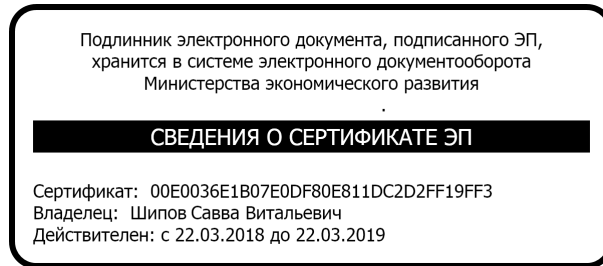 Подлинник электронного документа, подписанного ЭП,
хранится в системе электронного документооборота
Министерства экономического развития
.
СВЕДЕНИЯ О СЕРТИФИКАТЕ ЭП
Сертификат: 00E0036E1B07E0DF80E811DC2D2FF19FF3
Владелец: Шипов Савва Витальевич
Действителен: с 22.03.2018 до 22.03.2019